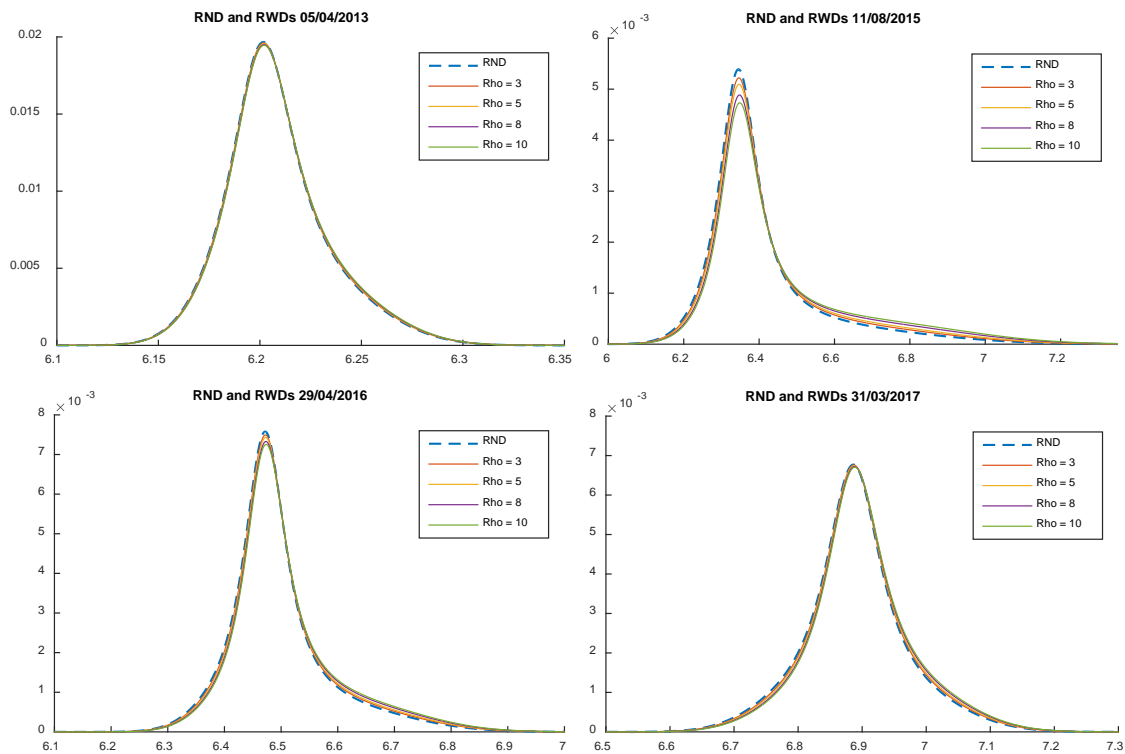 RND and RWDs 05/04/2013
0.02
0.015
0.01
0.005
0
6.1 6.15 6.2 6.25 6.3 6.35
RND
Rho = 3
Rho = 5
Rho = 8
Rho = 10
RND and RWDs 11/08/2015
× 10 -3
6
5
4
3
2
1
0
6 6.2 6.4 6.6 6.8 7 7.2
RND
Rho = 3
Rho = 5
Rho = 8
Rho = 10
RND and RWDs 29/04/2016
× 10 -3
8
7
6
5
4
3
2
1
0
6.1 6.2 6.3 6.4 6.5 6.6 6.7 6.8 6.9 7
RND
Rho = 3
Rho = 5
Rho = 8
Rho = 10
RND and RWDs 31/03/2017
× 10 -3
8
7
6
5
4
3
2
1
0
6.5 6.6 6.7 6.8 6.9 7 7.1 7.2 7.3
RND
Rho = 3
Rho = 5
Rho = 8
Rho = 10